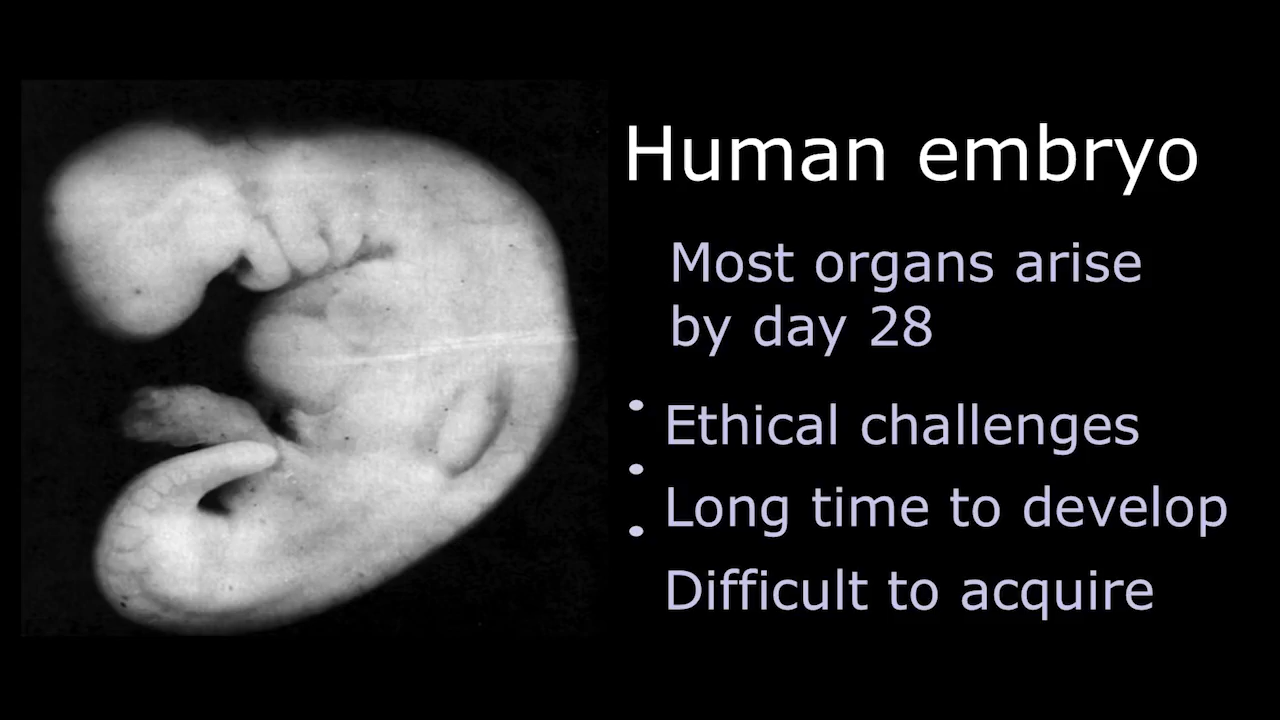 Human embryo
Most organs arise
by day 28
• Ethical challenges
• Long time to develop
• Difficult to acquire